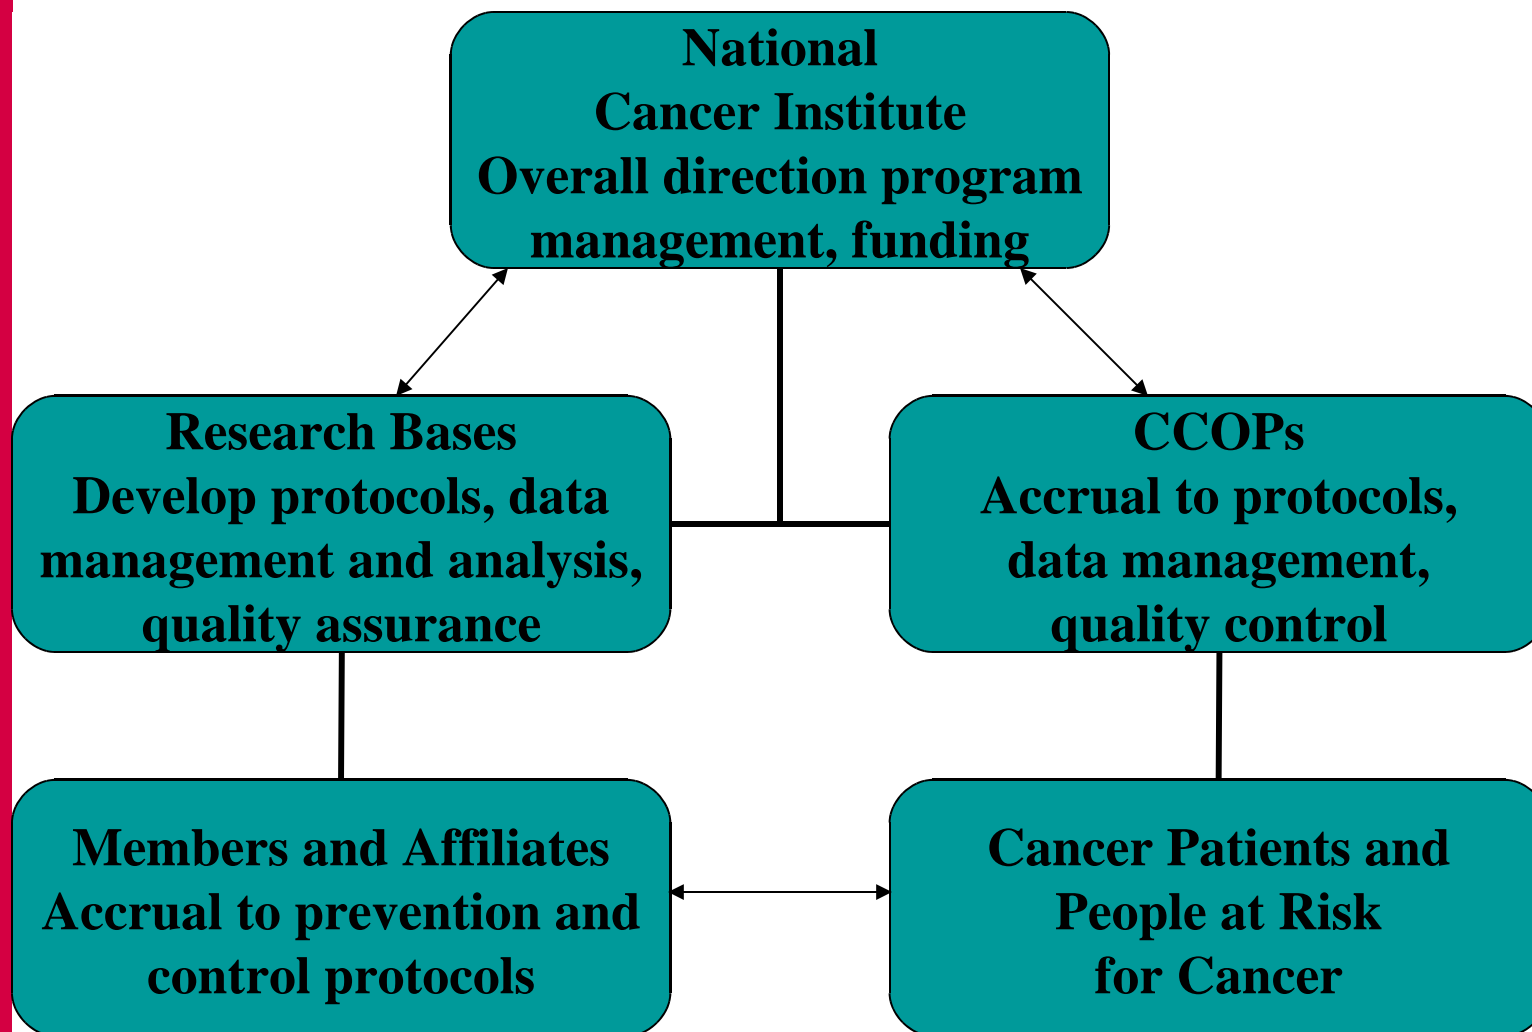 National
Cancer Institute
Overall direction program
management, funding
Research Bases
Develop protocols, data
management and analysis,
quality assurance
CCOPs
Accrual to protocols,
data management,
quality control
Members and Affiliates
Accrual to prevention and
control protocols
Cancer Patients and
People at Risk
for Cancer